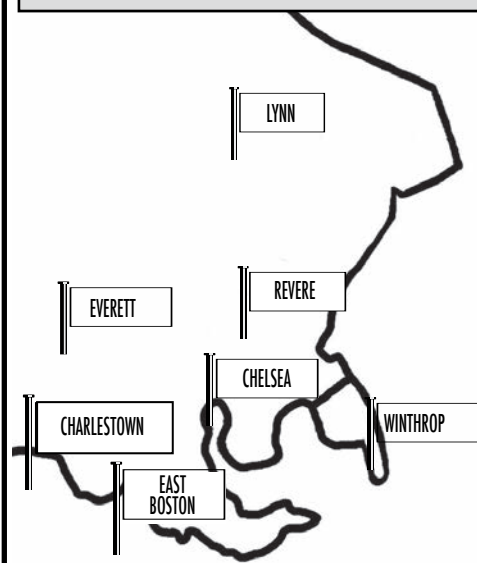 LYNN
REVERE
EVERETT
CHELSEA
CHARLESTOWN
WINTHROP
EAST
BOSTON